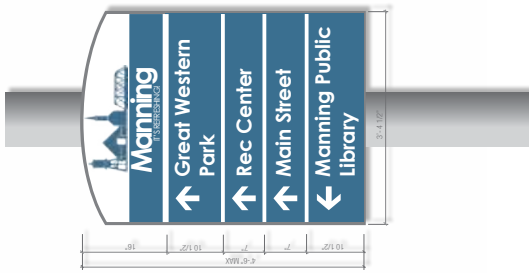 Manning
IT'S REFRESHING!
Great Western
Park
Rec Center
Main Street
Manning Public
Library
3' 4 1/2"
16"
10 1/2"
7"
7"
10 1/2"
4'-6" MAX